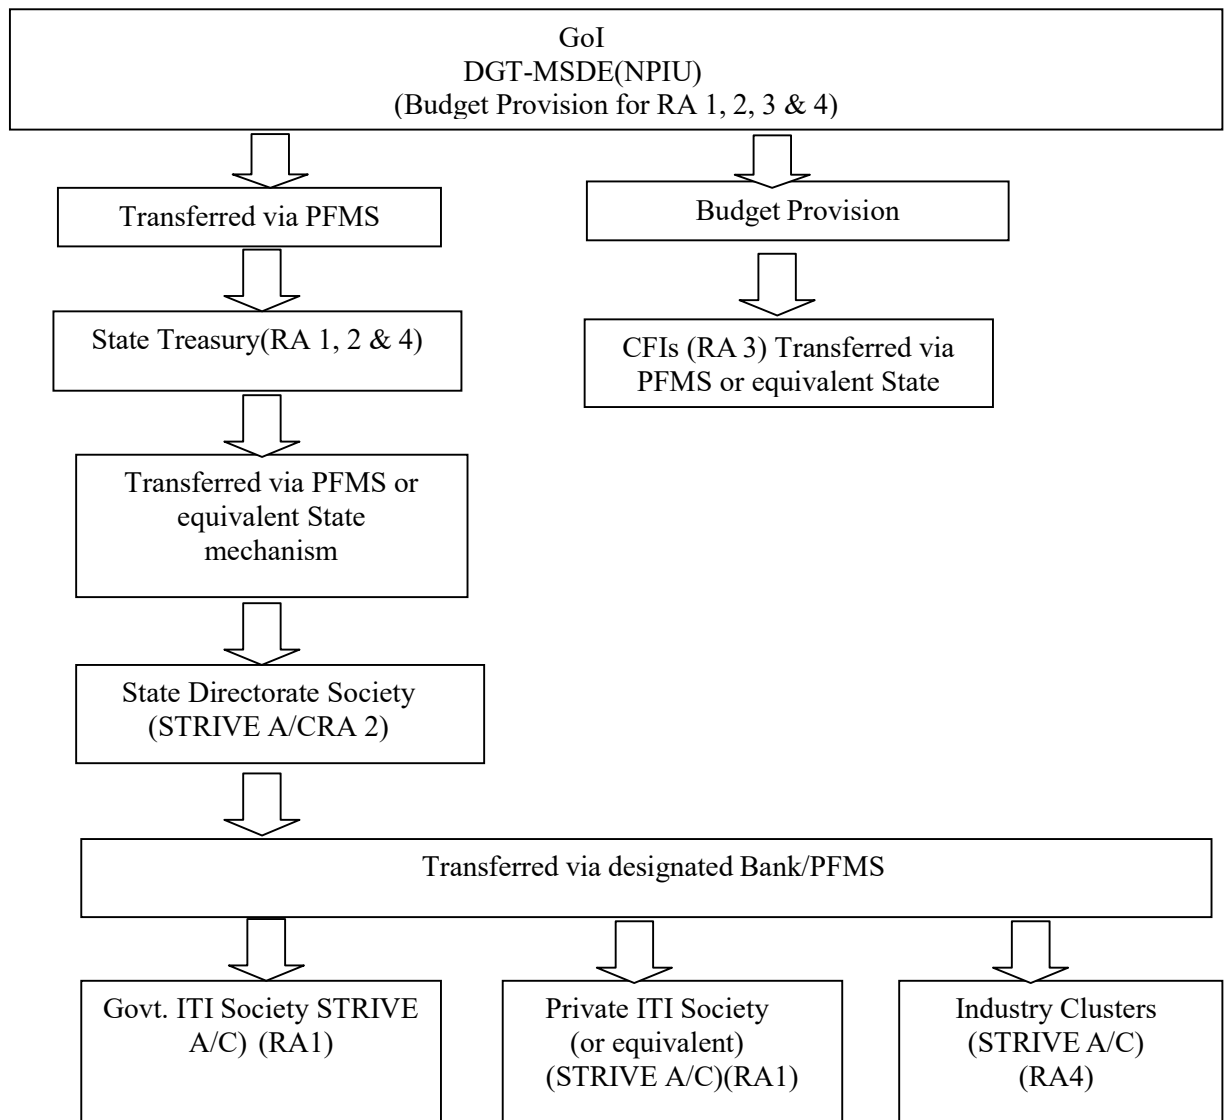 GoI
DGT-MSDE(NPIU)
(Budget Provision for RA 1, 2, 3 & 4)
Transferred via PFMS
Budget Provision
State Treasury(RA 1, 2 & 4)
CFIs (RA 3) Transferred via
PFMS or equivalent State
Transferred via PFMS or
equivalent State
mechanism
State Directorate Society
(STRIVE A/CRA 2)
Transferred via designated Bank/PFMS
Govt. ITI Society STRIVE
A/C) (RA1)
Private ITI Society
(or equivalent)
(STRIVE A/C)(RA1)
Industry Clusters
(STRIVE A/C)
(RA4)